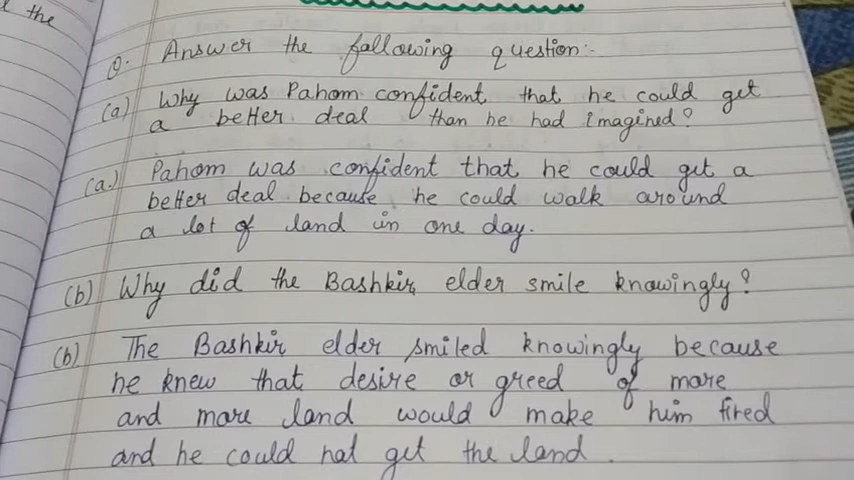 the
Q. Answer the following question:-
(a) Why was Pahom confident that he could get
a better deal than he had imagined?
(a.) Pahom was confident that he could get a
better deal because he could walk around
a lot of land in one day.
(b) Why did the Bashkir elder smile knowingly?
(b) The Bashkir elder smiled knowingly because
he knew that desire or greed of more
and more land would make him tired
and he could not get the land.